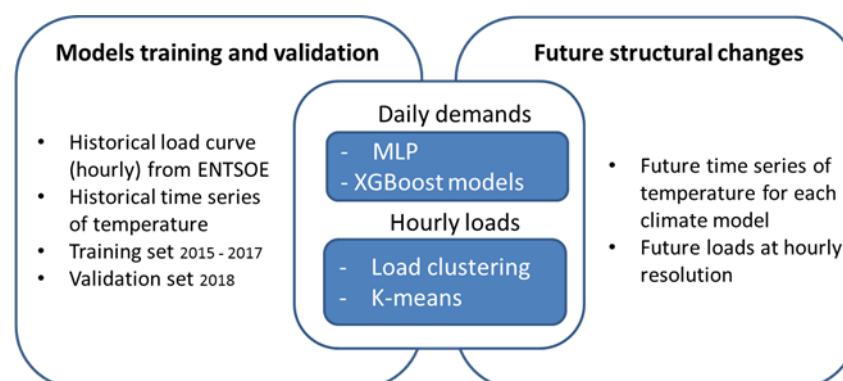 Models training and validation
• Historical load curve
(hourly) from ENTSOE
• Historical time series
of temperature
• Training set 2015 - 2017
• Validation set 2018
Daily demands
- MLP
- XGBoost models
Hourly loads
- Load clustering
- K-means
Future structural changes
• Future time series of
temperature for each
climate model
• Future loads at hourly
resolution